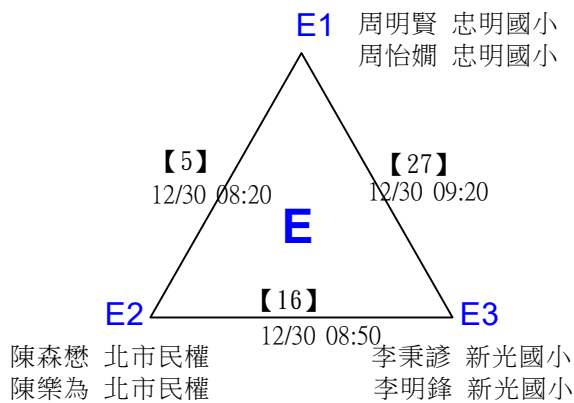 E1
周明賢 忠明國小
周怡嫺 忠明國小
【5】
12/30 08:20
【27】
12/30 09:20
E
【16】
12/30 08:50
E2
E3
陳森懋 北市民權
陳樂為 北市民權
李秉諺 新光國小
李明鋒 新光國小